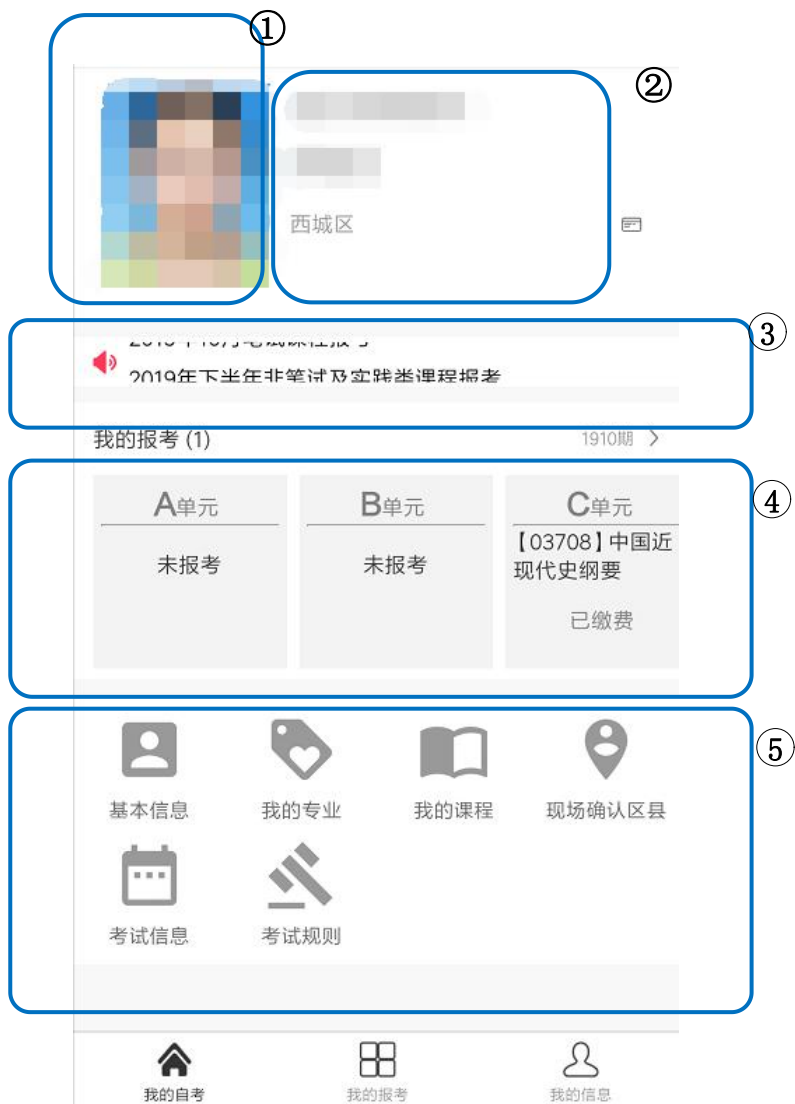 ①
②
西城区
③
2019年下半年非笔试及实践类课程报考
我的报考 (1)
1910期
④
A单元
B单元
C单元
未报考
未报考
【03708】中国近
现代史纲要
已缴费
⑤
基本信息
我的专业
我的课程
现场确认区县
考试信息
考试规则
我的自考
我的报考
我的信息